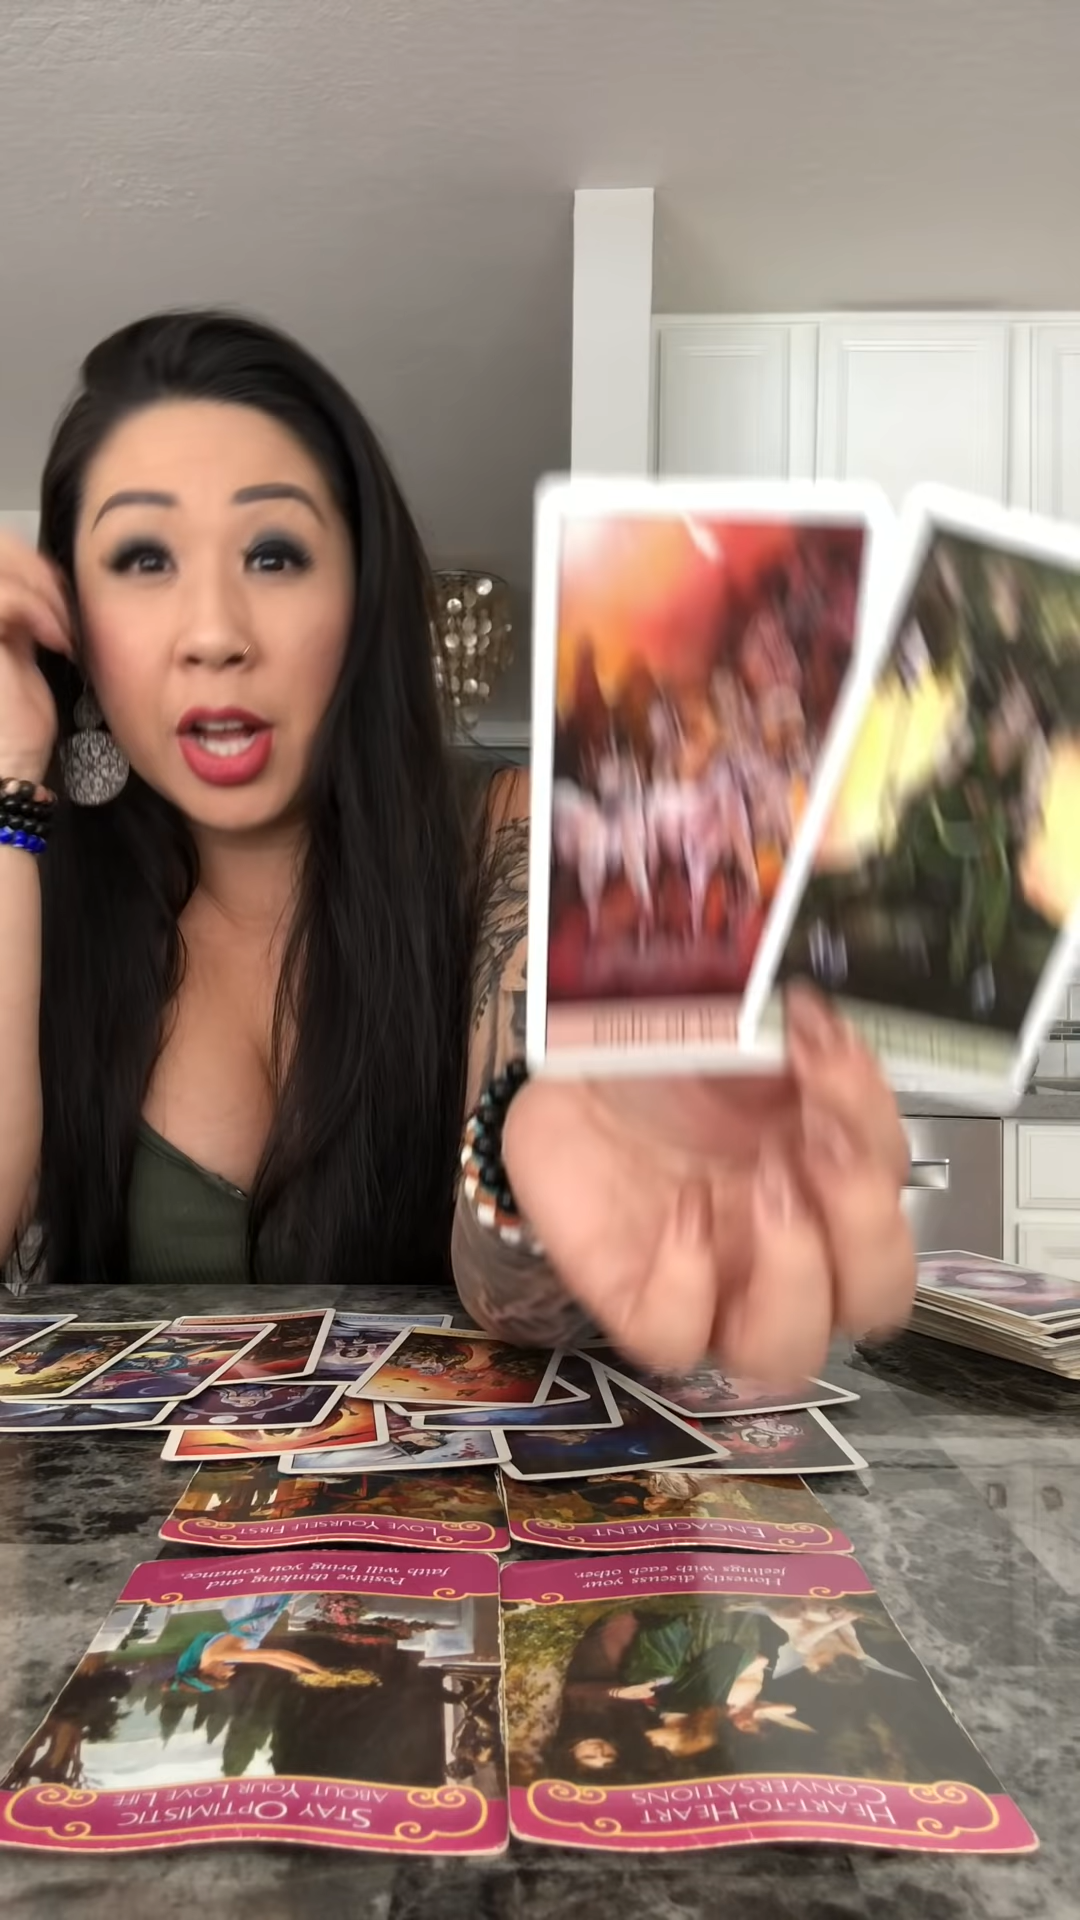 LOVE YOURSELF FIRST
ENGAGEMENT
Positive thinking and
faith will bring you romance.
Honestly discuss your
feelings with each other.
STAY OPTIMISTIC
ABOUT YOUR LOVE LIFE
HEART-TO-HEART
CONVERSATIONS